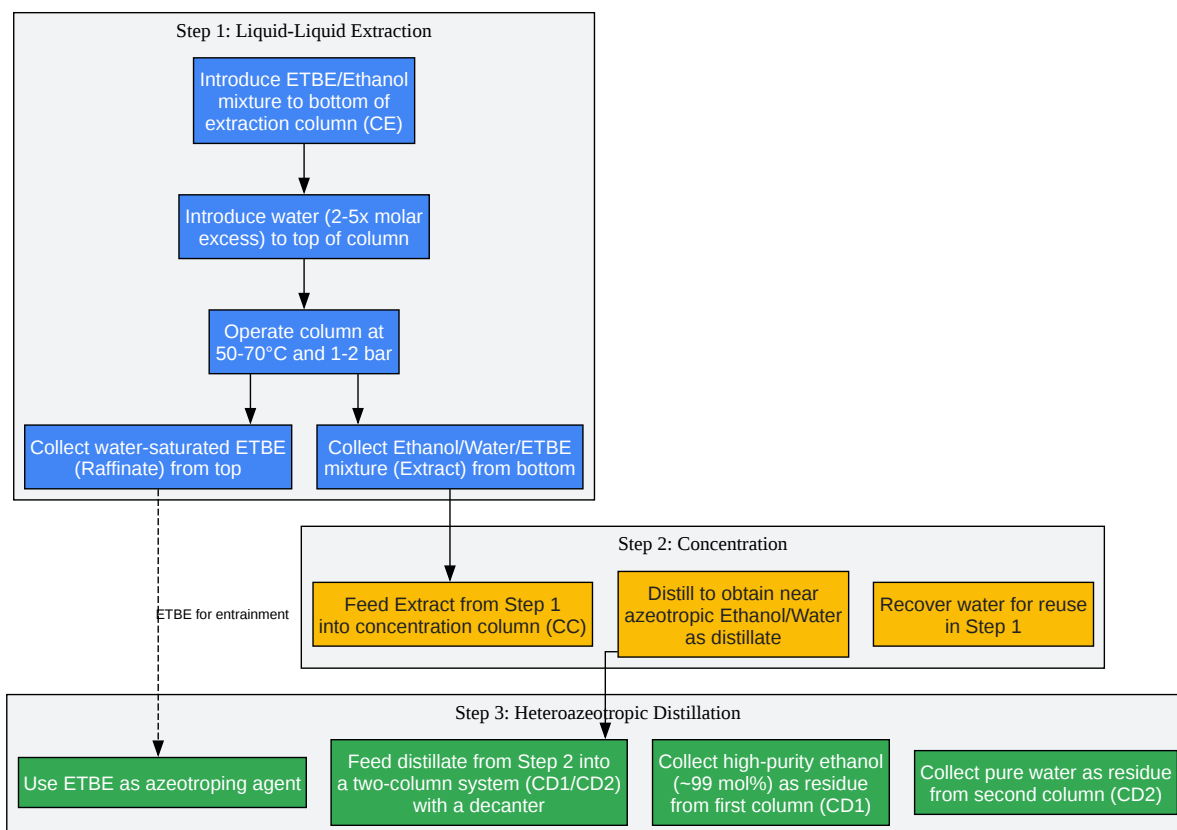 Step 1: Liquid-Liquid Extraction
Introduce ETBE/Ethanol
mixture to bottom of
extraction column (CE)
Introduce water (2-5x molar
excess) to top of column
Operate column at
50-70°C and 1-2 bar
Collect water-saturated ETBE
(Raffinate) from top
Collect Ethanol/Water/ETBE
mixture (Extract) from bottom
Step 2: Concentration
Feed Extract from Step 1
into concentration column (CC)
Distill to obtain near
azeotropic Ethanol/Water
as distillate
Recover water for reuse
in Step 1
ETBE for entrainment
Step 3: Heteroazeotropic Distillation
Use ETBE as azeotroping agent
Feed distillate from Step 2 into
a two-column system (CD1/CD2)
with a decanter
Collect high-purity ethanol
(~99 mol%) as residue
from first column (CD1)
Collect pure water as residue
from second column (CD2)